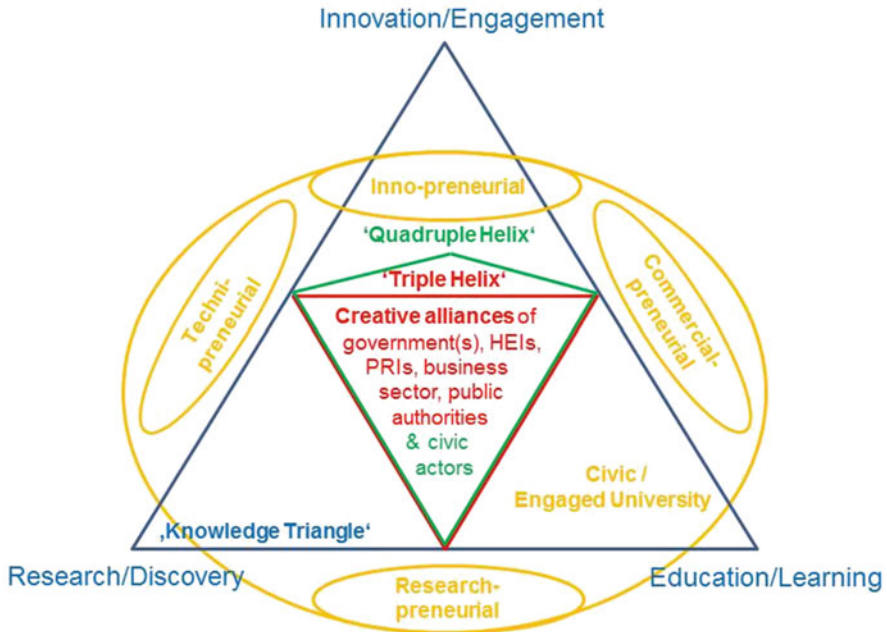 Innovation/Engagement
Inno-preneurial
‘Quadruple Helix‘
Techni-
preneurial
Commercial-
preneurial
‘Triple Helix‘
Creative alliances of
government(s), HEIs,
PRIs, business
sector, public
authorities
& civic
actors
Civic /
Engaged University
‚Knowledge Triangle‘
Research/Discovery
Research-
preneurial
Education/Learning